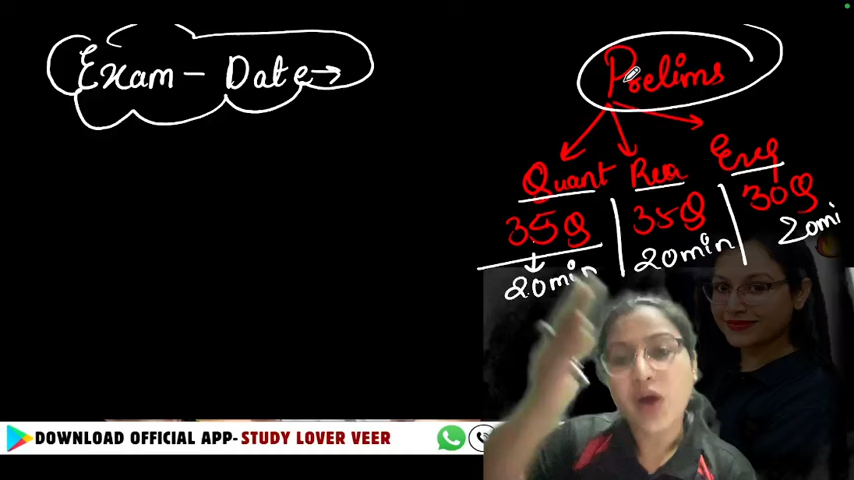 Exam - Date →
Prelims
Quant Rea Eng
35Q 35Q 30Q
20min 20min 20mi
DOWNLOAD OFFICIAL APP- STUDY LOVER VEER